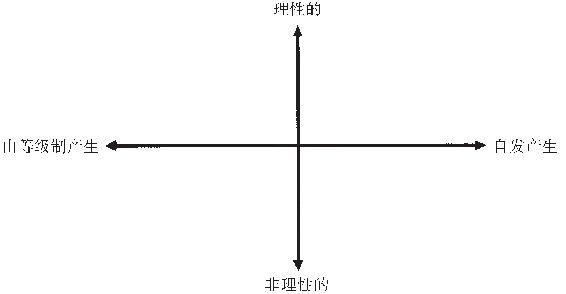 理性的
由等级制产生
自发产生
非理性的